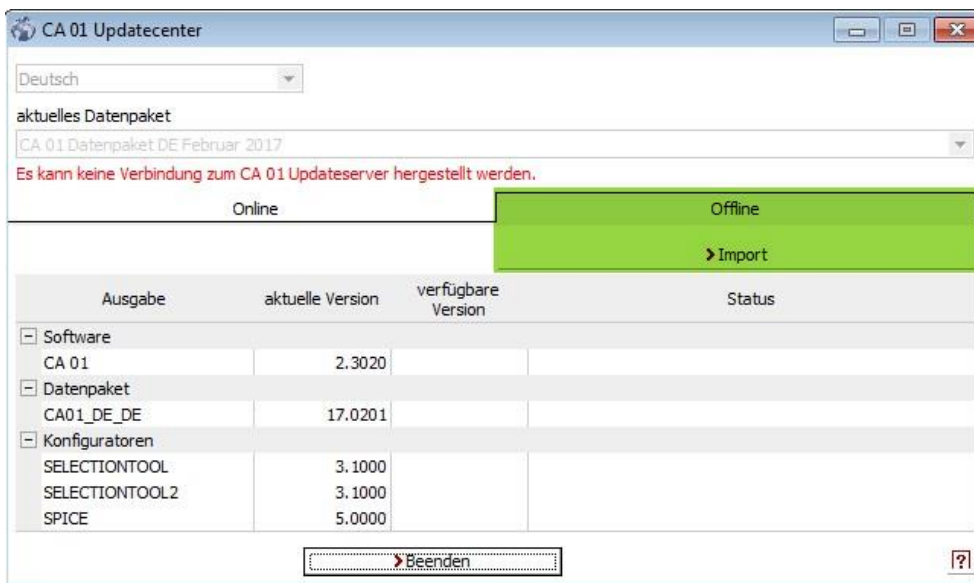 CA 01 Updatecenter
Deutsch
aktuelles Datenpaket
CA 01 Datenpaket DE Februar 2017
Es kann keine Verbindung zum CA 01 Updateserver hergestellt werden.
Online Offline
Import
Ausgabe aktuelle Version verfügbare Version Status
Software
CA 01 2.3020
Datenpaket
CA01_DE_DE 17.0201
Konfiguratoren
SELECTIONTOOL 3.1000
SELECTIONTOOL2 3.1000
SPICE 5.0000
Beenden ?